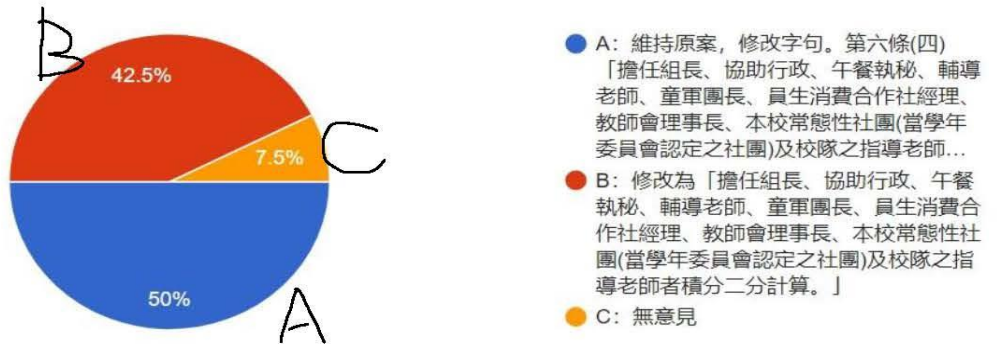 B
42.5%
C
7.5%
50%
A
A：維持原案，修改字句。第六條(四)
「擔任組長、協助行政、午餐執秘、輔導
老師、童軍團長、員生消費合作社經理、
教師會理事長、本校常態性社團(當學年
委員會認定之社團)及校隊之指導老師...
B：修改為「擔任組長、協助行政、午餐
執秘、輔導老師、童軍團長、員生消費合
作社經理、教師會理事長、本校常態性社
團(當學年委員會認定之社團)及校隊之指
導老師者積分二分計算。」
C：無意見